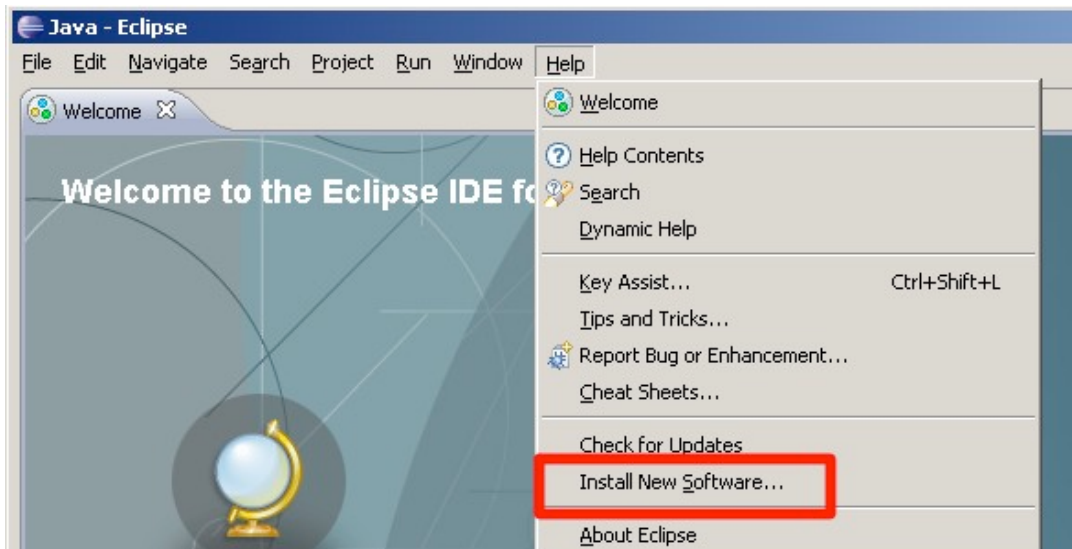 Java - Eclipse
File Edit Navigate Search Project Run Window Help
Welcome
Welcome to the Eclipse IDE
Welcome
Help Contents
Search
Dynamic Help
Key Assist... Ctrl+Shift+L
Tips and Tricks...
Report Bug or Enhancement...
Cheat Sheets...
Check for Updates
Install New Software...
About Eclipse